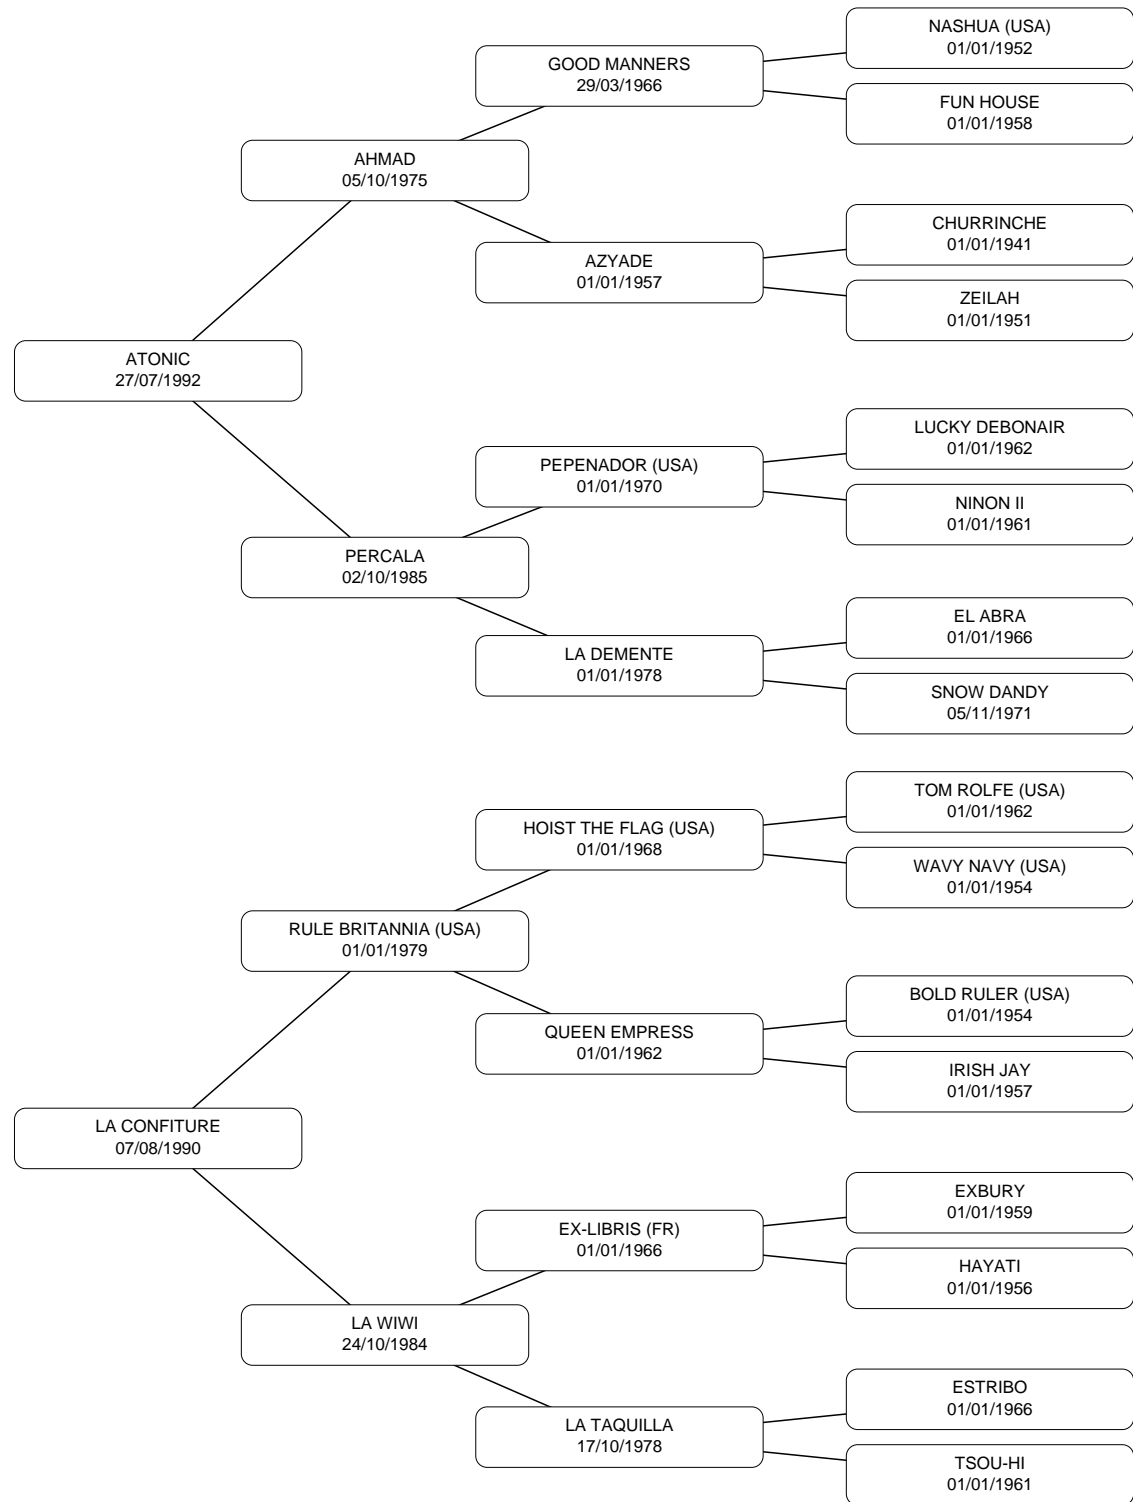 NASHUA (USA)
01/01/1952
GOOD MANNERS
29/03/1966
FUN HOUSE
01/01/1958
AHMAD
05/10/1975
CHURRINCHE
01/01/1941
AZYADE
01/01/1957
ZEILAH
01/01/1951
ATONIC
27/07/1992
LUCKY DEBONAIR
01/01/1962
PEPENADOR (USA)
01/01/1970
NINON II
01/01/1961
PERCALA
02/10/1985
EL ABRA
01/01/1966
LA DEMENTE
01/01/1978
SNOW DANDY
05/11/1971
TOM ROLFE (USA)
01/01/1962
HOIST THE FLAG (USA)
01/01/1968
WAVY NAVY (USA)
01/01/1954
RULE BRITANNIA (USA)
01/01/1979
BOLD RULER (USA)
01/01/1954
QUEEN EMPRESS
01/01/1962
IRISH JAY
01/01/1957
LA CONFITURE
07/08/1990
EXBURY
01/01/1959
EX-LIBRIS (FR)
01/01/1966
HAYATI
01/01/1956
LA WIWI
24/10/1984
ESTRIBO
01/01/1966
LA TAQUILLA
17/10/1978
TSOU-HI
01/01/1961